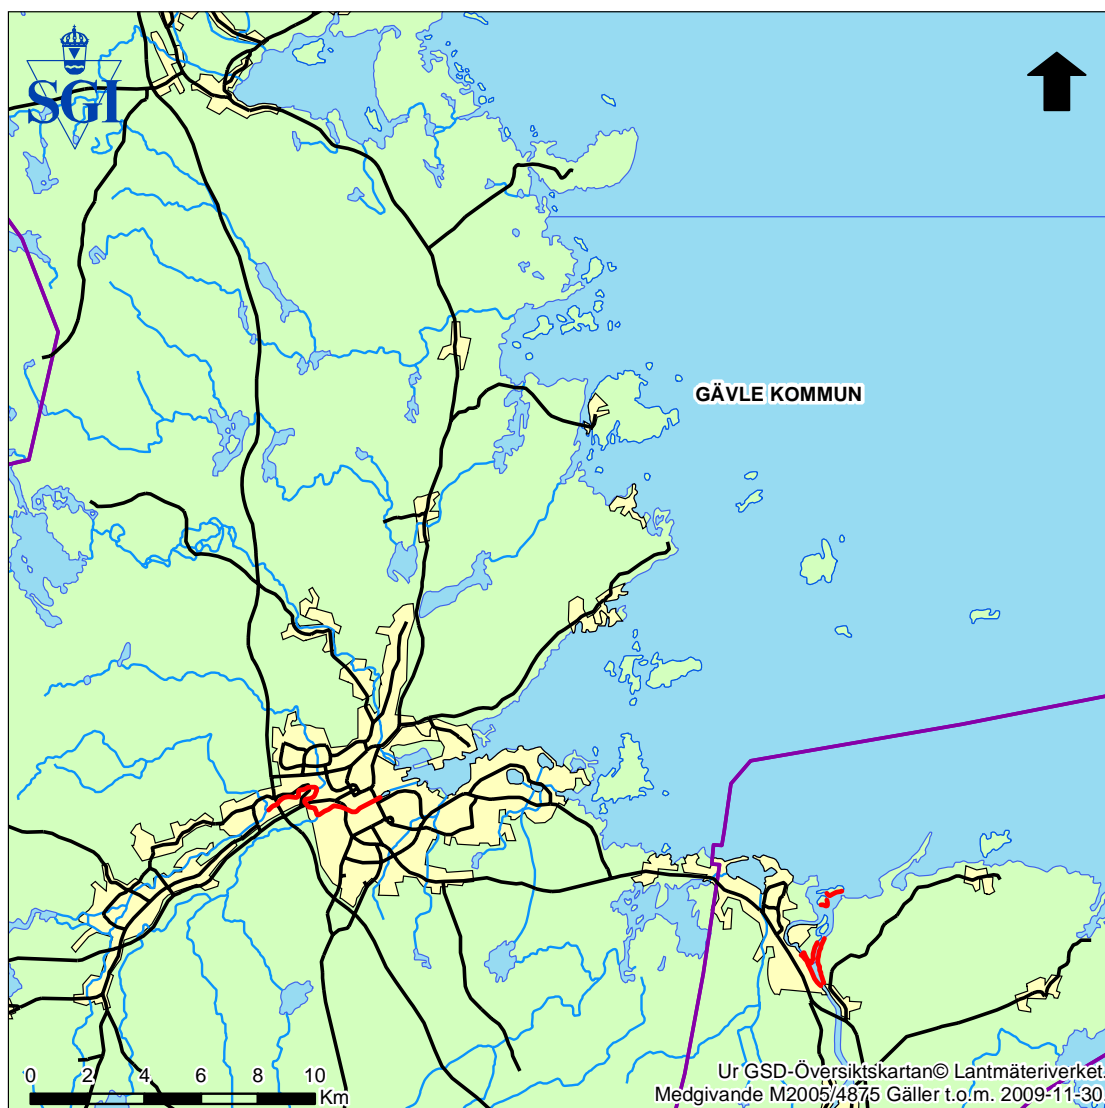 SGI
GÄVLE KOMMUN
0 2 4 6 8 10
Km
Ur GSD-Översiktskartan© Lantmäteriverket.
Medgivande M2005/4875 Gäller t.o.m. 2009-11-30.